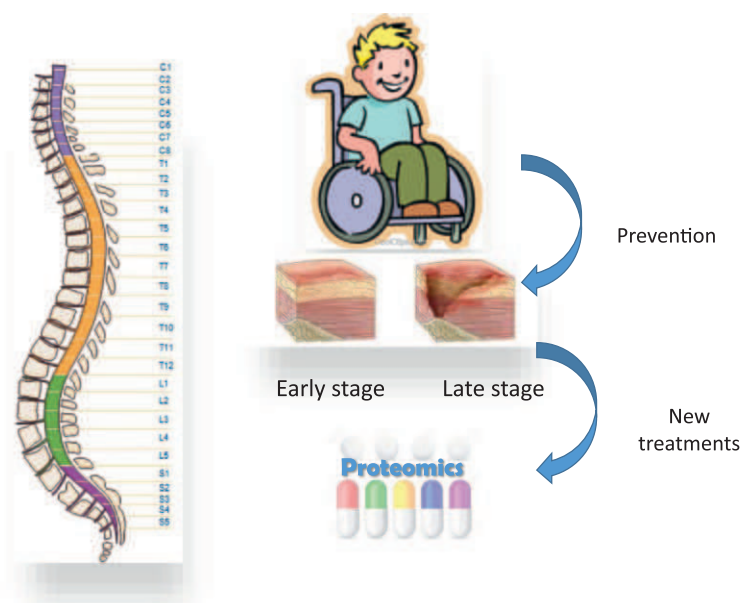 C1
C2
C3
C4
C5
C6
C7
C8
T1
T2
T3
T4
T5
T6
T7
T8
T9
T10
T11
T12
L1
L2
L3
L4
L5
S1
S2
S3
S4
S5
Prevention
Early stage
Late stage
New
treatments
Proteomics